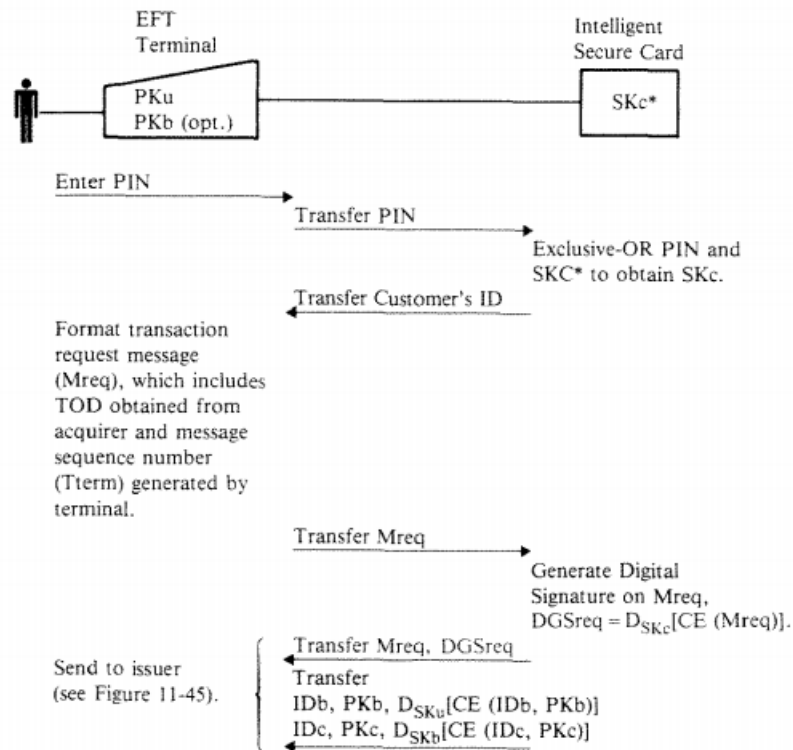 EFT
Terminal
Intelligent
Secure Card
PKu
PKb (opt.)
SKc*
Enter PIN
Transfer PIN
Exclusive-OR PIN and
SKC* to obtain SKc.
Transfer Customer's ID
Format transaction
request message
(Mreq), which includes
TOD obtained from
acquirer and message
sequence number
(Tterm) generated by
terminal.
Transfer Mreq
Generate Digital
Signature on Mreq,
DGSreq = D_SKc[CE (Mreq)].
Transfer Mreq, DGSreq
Send to issuer
(see Figure 11-45).
Transfer
IDb, PKb, D_SKu[CE (IDb, PKb)]
IDc, PKc, D_SKb[CE (IDc, PKc)]